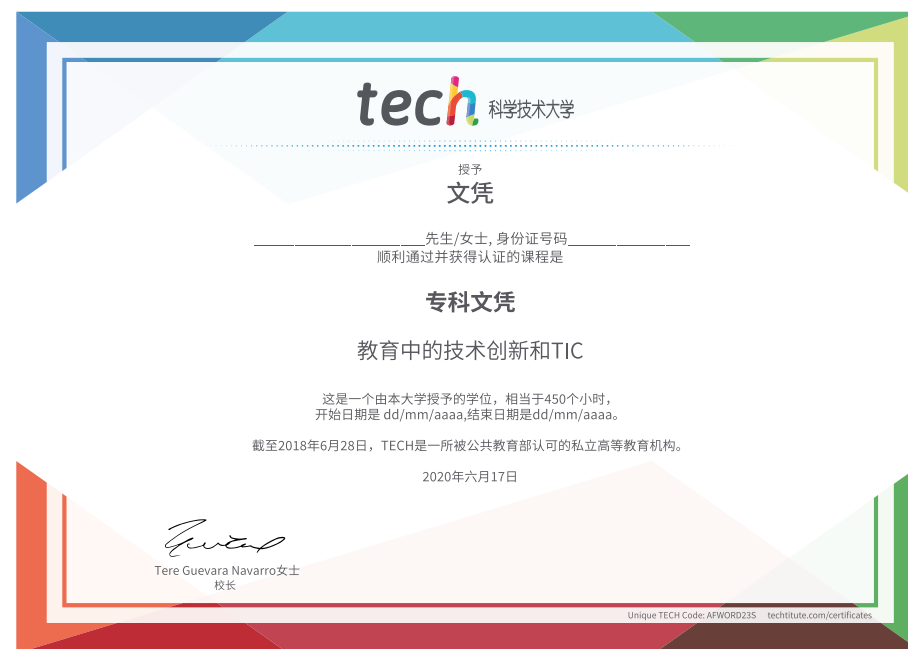 tech 科学技术大学
授予
文凭
先生/女士, 身份证号码
顺利通过并获得认证的课程是
专科文凭
教育中的技术创新和TIC
这是一个由本大学授予的学位，相当于450个小时，
开始日期是 dd/mm/aaaa,结束日期是dd/mm/aaaa。
截至2018年6月28日，TECH是一所被公共教育部认可的私立高等教育机构。
2020年六月17日
Tere Guevara Navarro女士
校长
Unique TECH Code: AFWORD23S techtitute.com/certificates